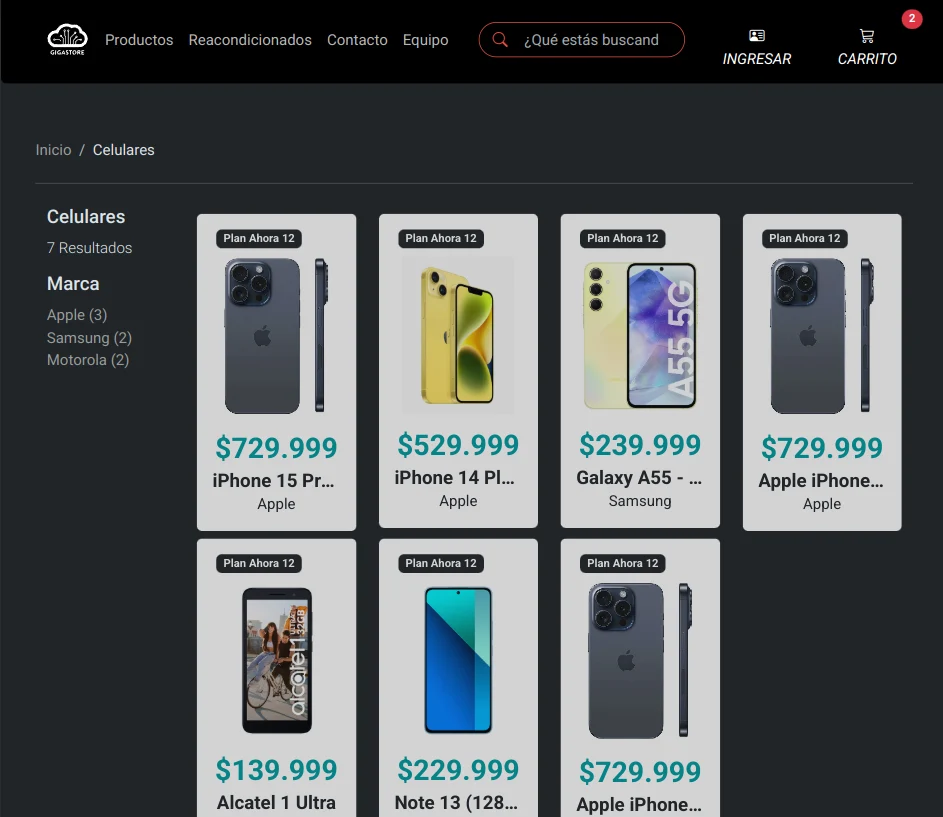 2
GIGASTORE
Productos
Reacondicionados
Contacto
Equipo
¿Qué estás buscand
INGRESAR
CARRITO
Inicio / Celulares
Celulares
7 Resultados
Marca
Apple (3)
Samsung (2)
Motorola (2)
Plan Ahora 12
$729.999
iPhone 15 Pr...
Apple
Plan Ahora 12
$529.999
iPhone 14 Pl...
Apple
Plan Ahora 12
A55 5G
$239.999
Galaxy A55 - ...
Samsung
Plan Ahora 12
$729.999
Apple iPhone...
Apple
Plan Ahora 12
alcatel 1
ULTRA
32GB
$139.999
Alcatel 1 Ultra
Plan Ahora 12
$229.999
Note 13 (128...
Plan Ahora 12
$729.999
Apple iPhone...